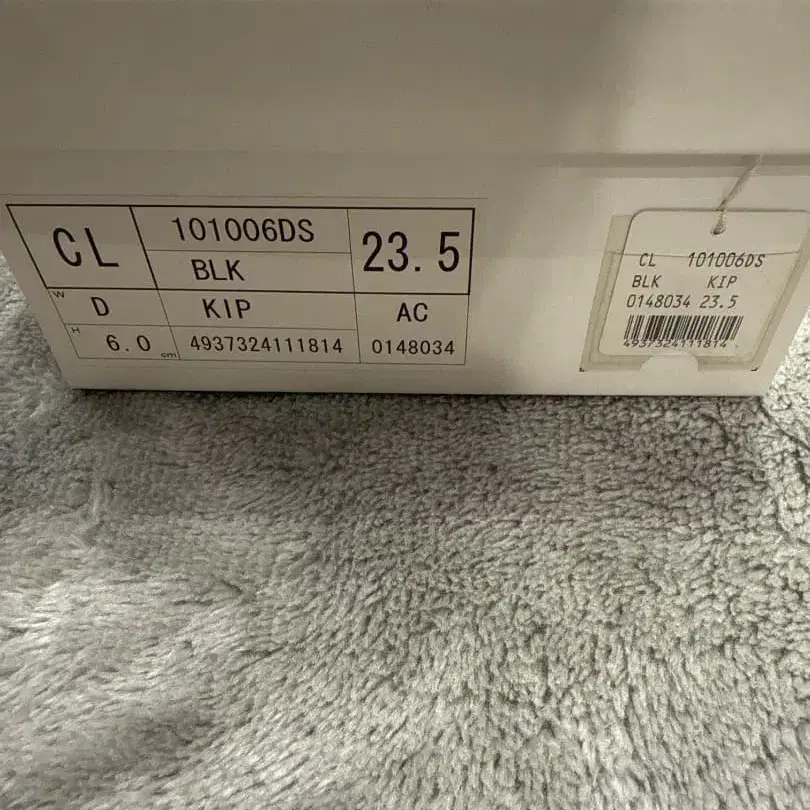 CL
101006DS
BLK
23.5
W
D
KIP
AC
H
6.0 cm
4937324111814
0148034
CL 101006DS
BLK KIP
0148034 23.5
4937324111814